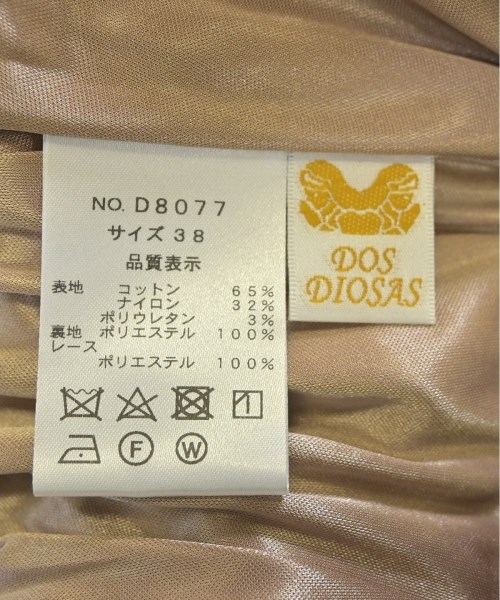 NO. D8077
サイズ 38
品質表示
表地 コットン 65%
ナイロン 32%
ポリウレタン 3%
裏地 ポリエステル 100%
レース
ポリエステル 100%
F W
DOS
DIOSAS